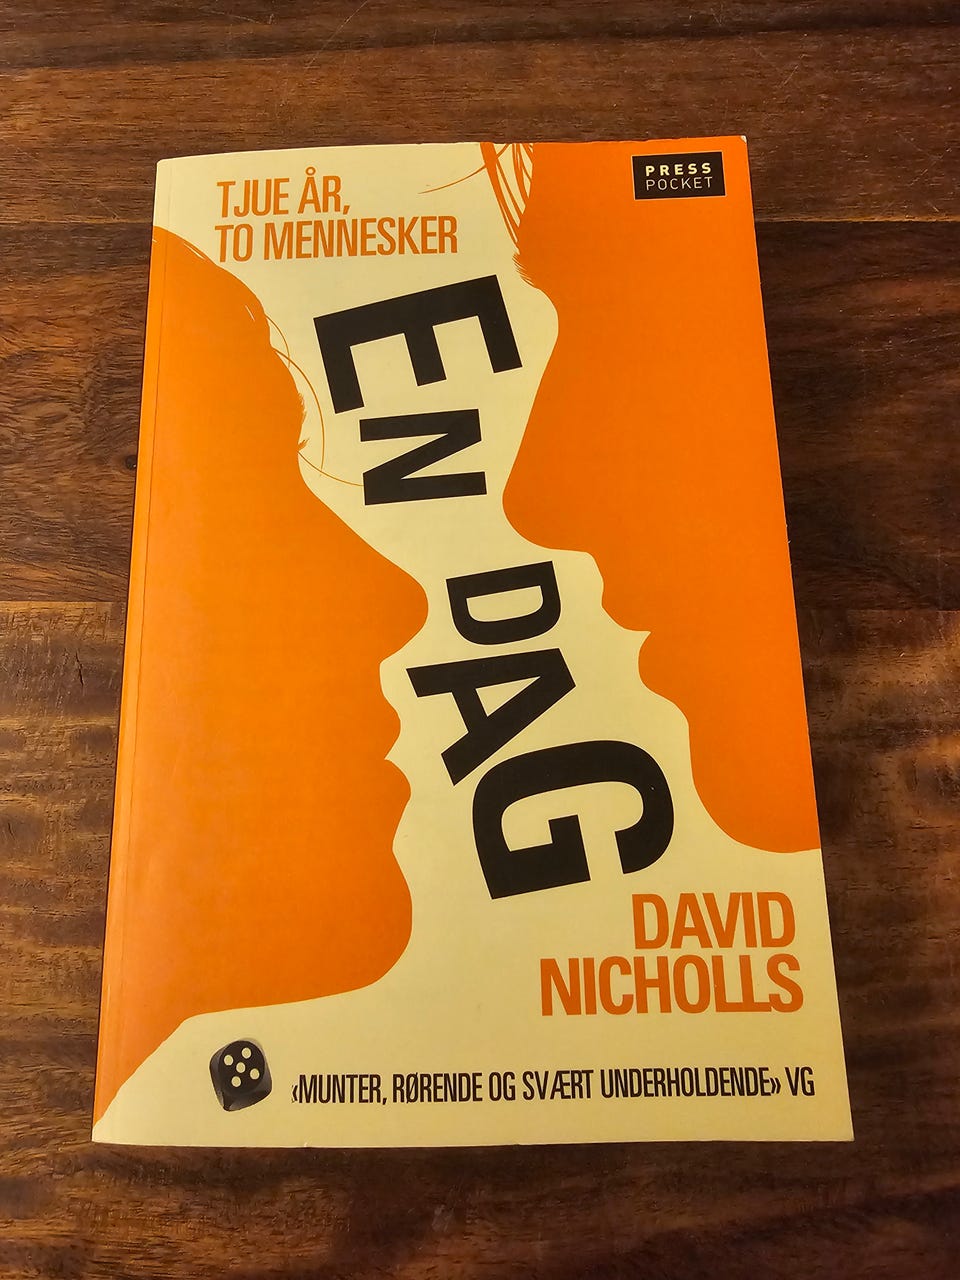 TJUE ÅR,
TO MENNESKER
PRESS
POCKET
EN DAG
DAVID
NICHOLLS
«MUNTER, RØRENDE OG SVÆRT UNDERHOLDENDE» VG